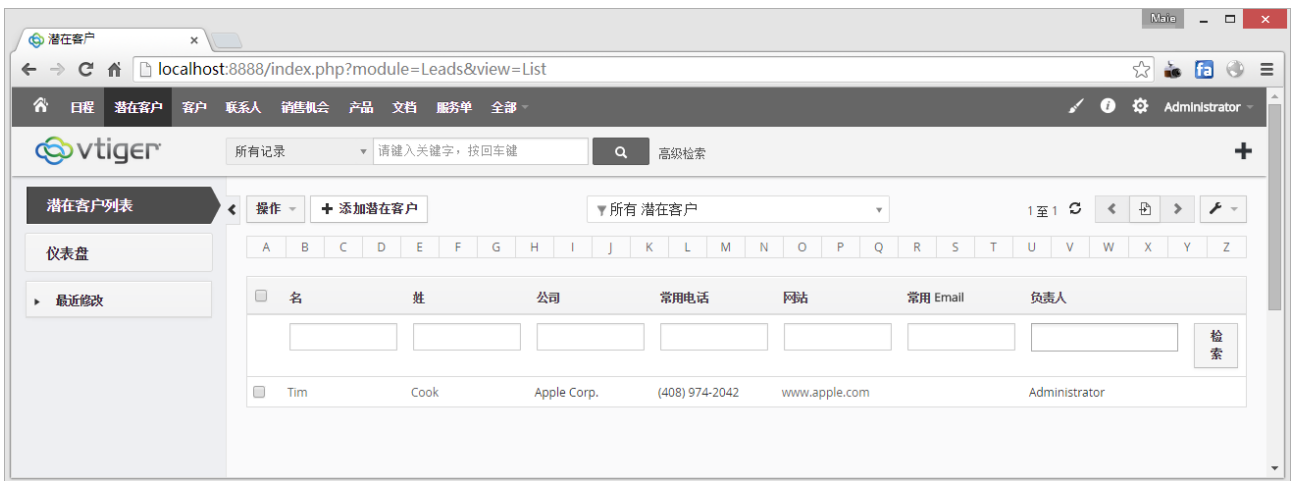 Maie
潜在客户
localhost:8888/index.php?module=Leads&view=List
日程 潜在客户 客户 联系人 销售机会 产品 文档 服务单 全部 Administrator
vtiger 所有记录 请键入关键字，按回车键 高级检索
潜在客户列表 操作 添加潜在客户 所有 潜在客户 1 至 1
仪表盘 A B C D E F G H I J K L M N O P Q R S T U V W X Y Z
最近修改 名 姓 公司 常用电话 网站 常用 Email 负责人
检索
Tim Cook Apple Corp. (408) 974-2042 www.apple.com Administrator